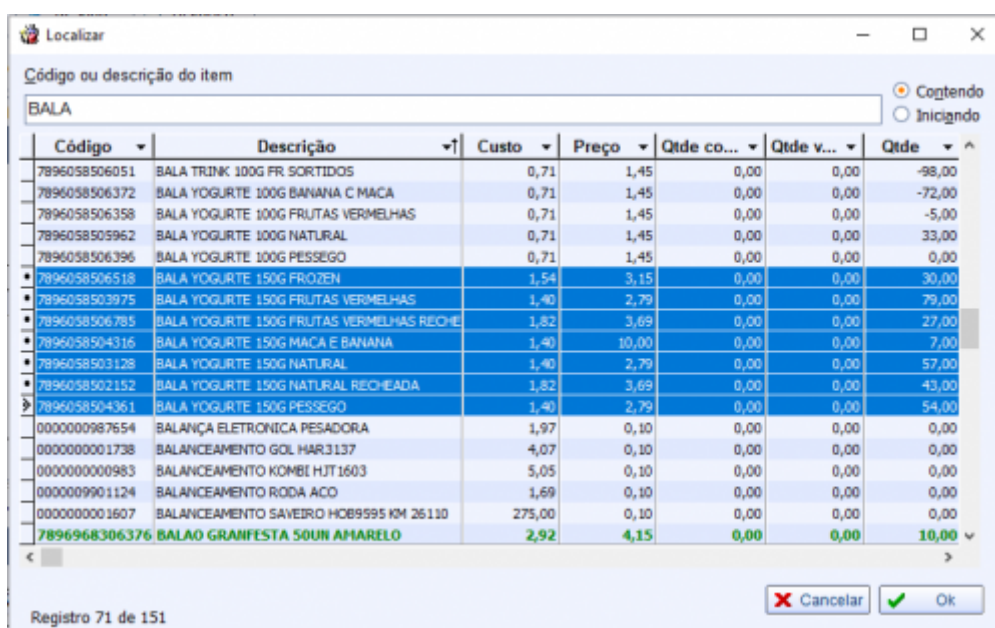 Localizar
Código ou descrição do item
BALA
Contendo
Iniciando
Código Descrição Custo Preço Qtde co... Qtde v... Qtde
7896058506051 BALA TRINK 100G FR SORTIDOS 0,71 1,45 0,00 0,00 -98,00
7896058506372 BALA YOGURTE 100G BANANA C MACA 0,71 1,45 0,00 0,00 -72,00
7896058506358 BALA YOGURTE 100G FRUTAS VERMELHAS 0,71 1,45 0,00 0,00 -5,00
7896058505962 BALA YOGURTE 100G NATURAL 0,71 1,45 0,00 0,00 33,00
7896058506396 BALA YOGURTE 100G PESSEGO 0,71 1,45 0,00 0,00 0,00
7896058506518 BALA YOGURTE 150G FROZEN 1,54 3,15 0,00 0,00 30,00
7896058503975 BALA YOGURTE 150G FRUTAS VERMELHAS 1,40 2,79 0,00 0,00 79,00
7896058506785 BALA YOGURTE 150G FRUTAS VERMELHAS RECHE 1,82 3,69 0,00 0,00 27,00
7896058504316 BALA YOGURTE 150G MACA E BANANA 1,40 10,00 0,00 0,00 7,00
7896058503128 BALA YOGURTE 150G NATURAL 1,40 2,79 0,00 0,00 57,00
7896058502152 BALA YOGURTE 150G NATURAL RECHEADA 1,82 3,69 0,00 0,00 43,00
7896058504361 BALA YOGURTE 150G PESSEGO 1,40 2,79 0,00 0,00 54,00
0000000987654 BALANÇA ELETRONICA PESADORA 1,97 0,10 0,00 0,00 0,00
0000000001738 BALANCEAMENTO GOL HAR3137 4,07 0,10 0,00 0,00 0,00
0000000000983 BALANCEAMENTO KOMBI HJT1603 5,05 0,10 0,00 0,00 0,00
0000009901124 BALANCEAMENTO RODA ACO 1,69 0,10 0,00 0,00 0,00
0000000001607 BALANCEAMENTO SAVEIRO HOB9595 KM 26110 275,00 0,10 0,00 0,00 0,00
7896968306376 BALAO GRANFESTA 50UN AMARELO 2,92 4,15 0,00 0,00 10,00
Cancelar Ok
Registro 71 de 151